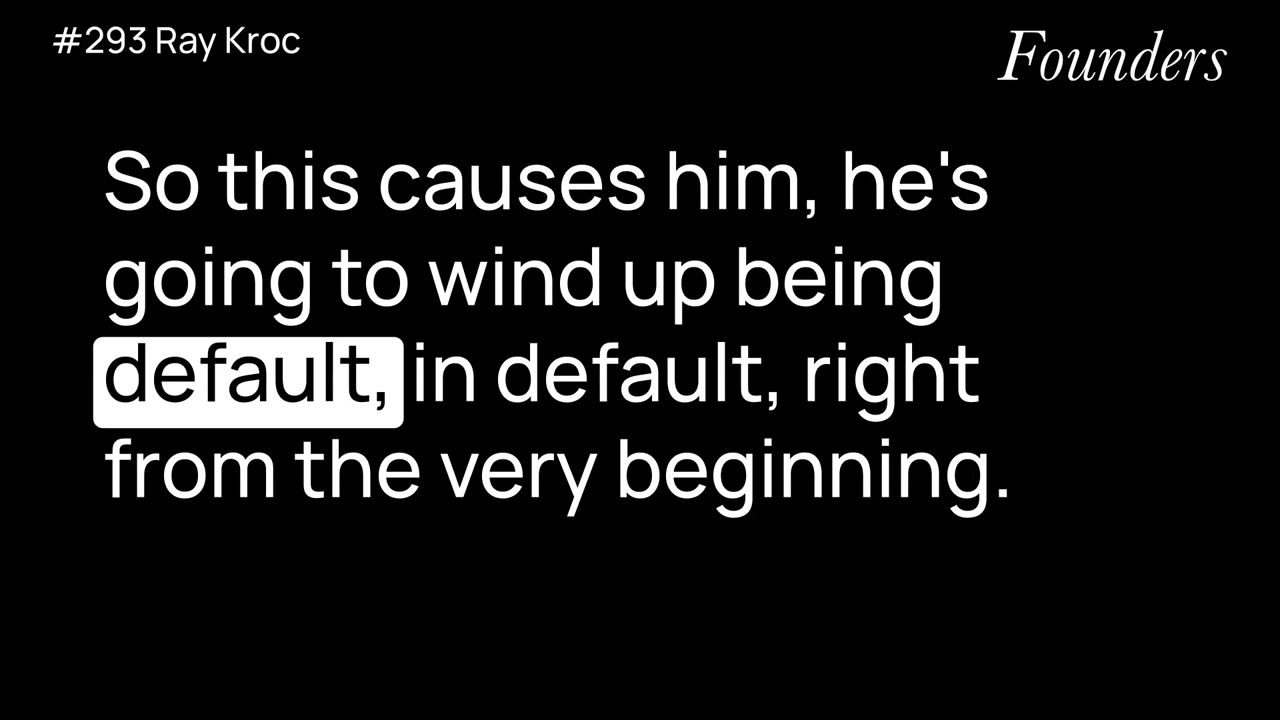 #293 Ray Kroc
Founders
So this causes him, he's
going to wind up being
default, in default, right
from the very beginning.